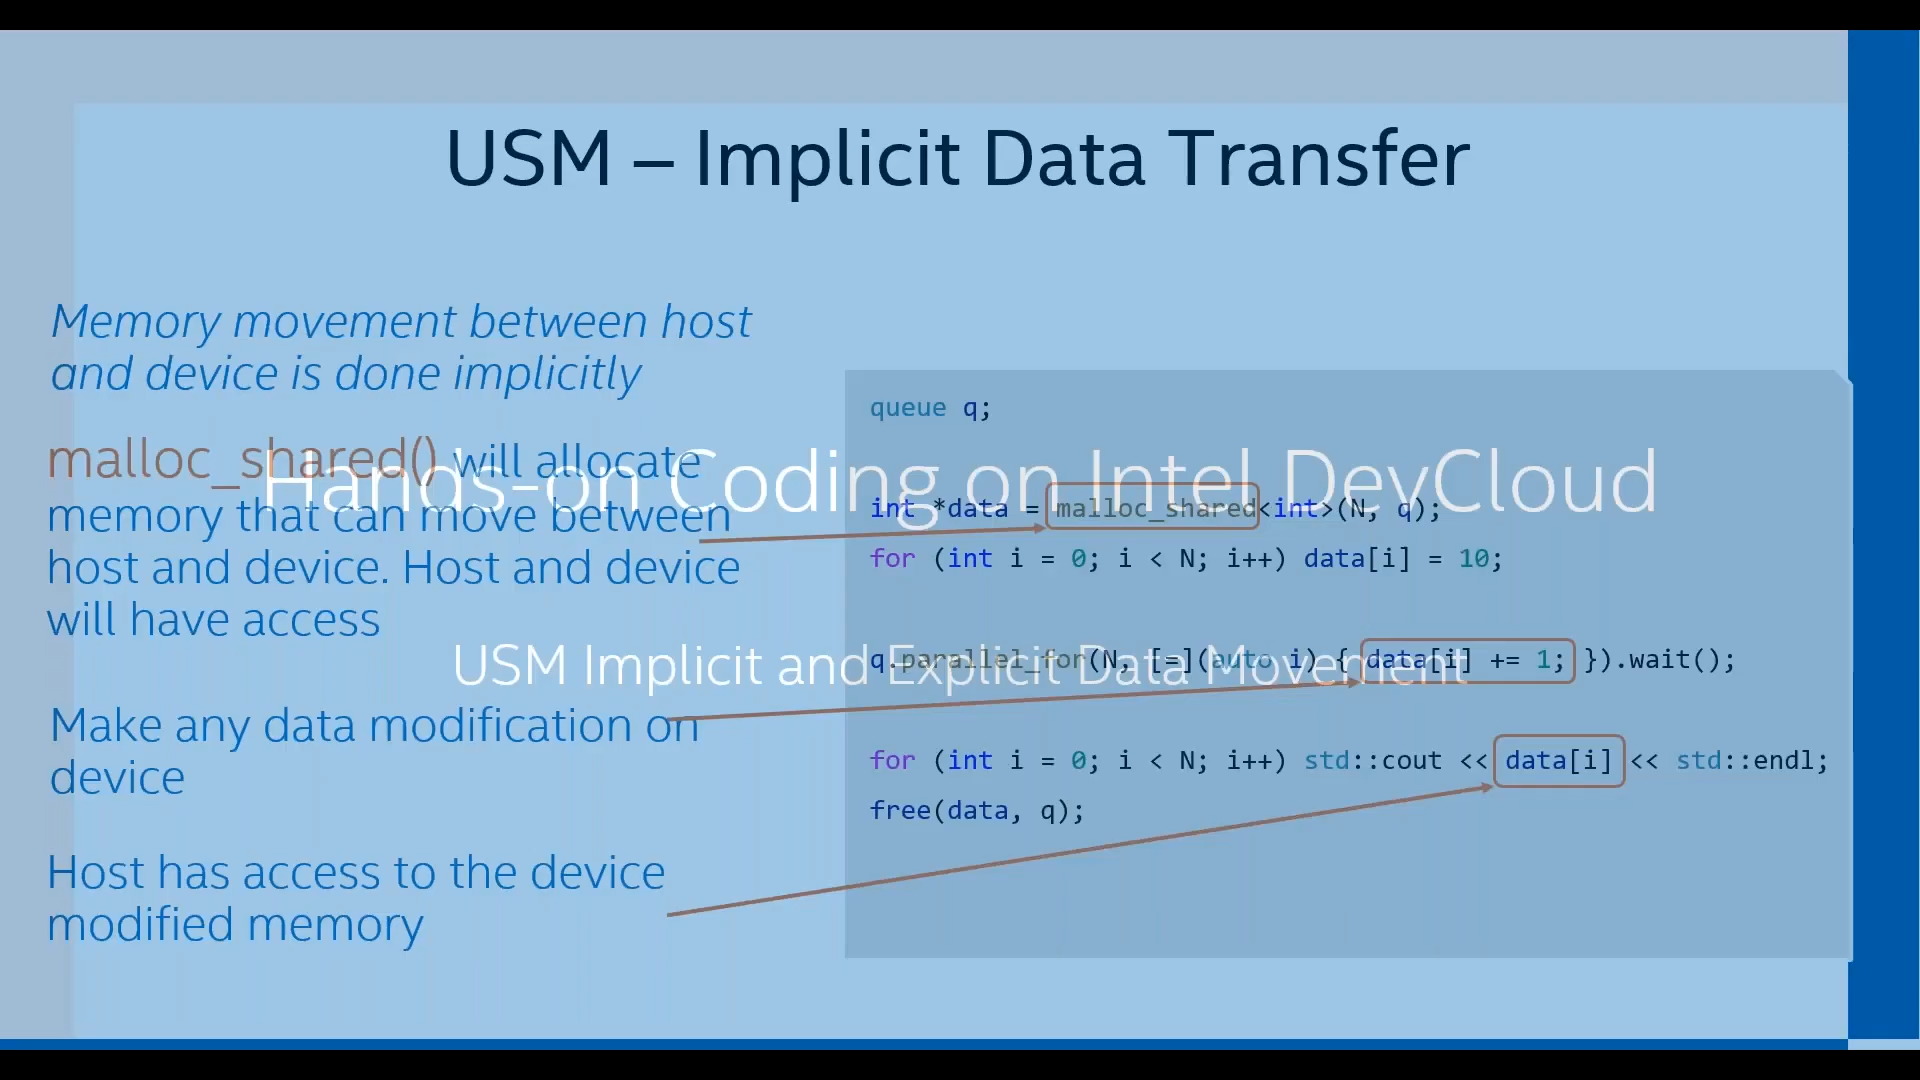 USM – Implicit Data Transfer
Memory movement between host
and device is done implicitly
malloc_shared() will allocate
memory that can move between
host and device. Host and device
will have access
Make any data modification on
device
Host has access to the device
modified memory
queue q;
int *data = malloc_shared<int>(N, q);
for (int i = 0; i < N; i++) data[i] = 10;
q.parallel_for(N, [=](auto i) { data[i] += 1; }).wait();
for (int i = 0; i < N; i++) std::cout << data[i] << std::endl;
free(data, q);
Hands-on Coding on Intel DevCloud
USM Implicit and Explicit Data Movement